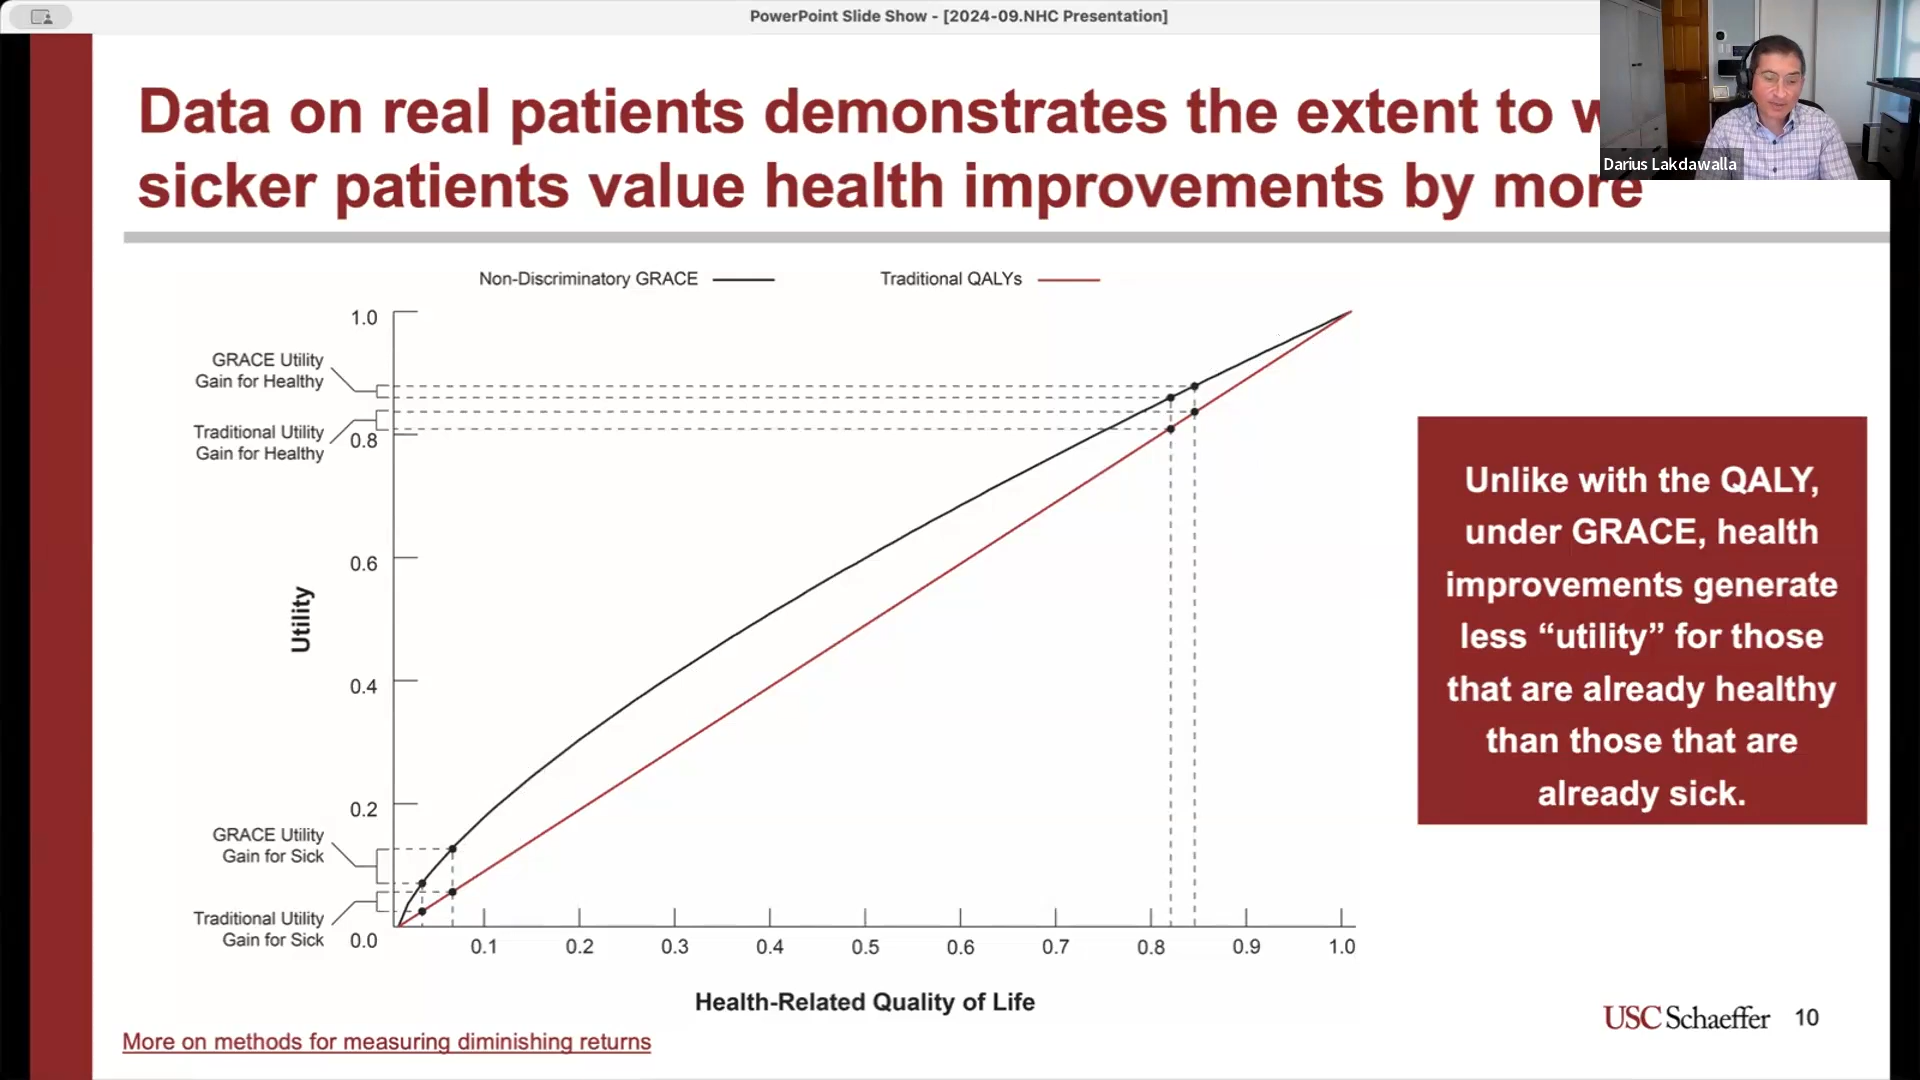 PowerPoint Slide Show - [2024-09.NHC Presentation]
Darius Lakdawalla
Data on real patients demonstrates the extent to
sicker patients value health improvements by more
Non-Discriminatory GRACE
Traditional QALYs
1.0
GRACE Utility
Gain for Healthy
Traditional Utility
Gain for Healthy
0.8
0.6
Utility
0.4
0.2
GRACE Utility
Gain for Sick
Traditional Utility
Gain for Sick
0.0
0.1 0.2 0.3 0.4 0.5 0.6 0.7 0.8 0.9 1.0
Health-Related Quality of Life
Unlike with the QALY,
under GRACE, health
improvements generate
less “utility” for those
that are already healthy
than those that are
already sick.
More on methods for measuring diminishing returns
USC Schaeffer 10